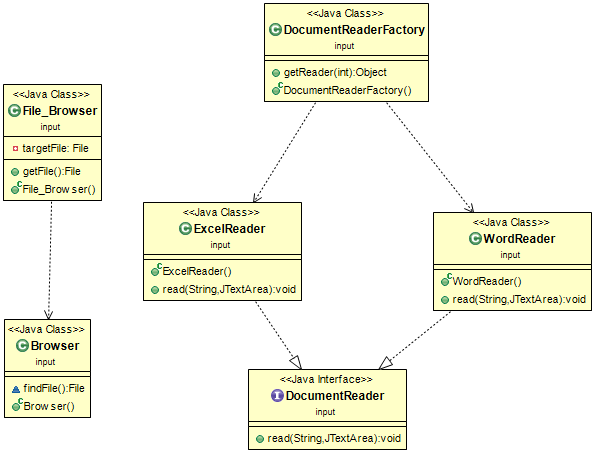 <<Java Class>>
DocumentReaderFactory
input
getReader(int):Object
DocumentReaderFactory()
<<Java Class>>
File_Browser
input
targetFile: File
getFile():File
File_Browser()
<<Java Class>>
ExcelReader
input
ExcelReader()
read(String,JTextArea):void
<<Java Class>>
WordReader
input
WordReader()
read(String,JTextArea):void
<<Java Class>>
Browser
input
findFile():File
Browser()
<<Java Interface>>
DocumentReader
input
read(String,JTextArea):void